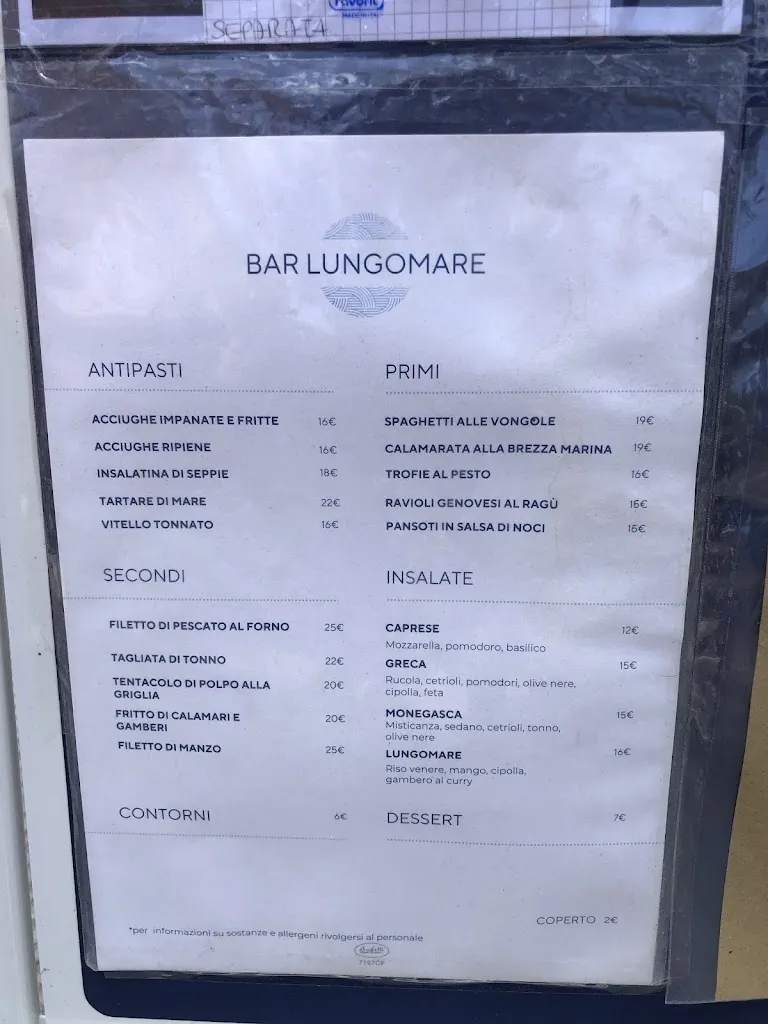 Favorit
MADE IN ITALY
SEPARATA
BAR LUNGOMARE
ANTIPASTI
ACCIUGHE IMPANATE E FRITTE 16€
ACCIUGHE RIPIENE 16€
INSALATINA DI SEPPIE 18€
TARTARE DI MARE 22€
VITELLO TONNATO 16€
PRIMI
SPAGHETTI ALLE VONGOLE 19€
CALAMARATA ALLA BREZZA MARINA 19€
TROFIE AL PESTO 16€
RAVIOLI GENOVESI AL RAGÙ 15€
PANSOTI IN SALSA DI NOCI 15€
SECONDI
FILETTO DI PESCATO AL FORNO 25€
TAGLIATA DI TONNO 22€
TENTACOLO DI POLPO ALLA 20€
GRIGLIA
FRITTO DI CALAMARI E 20€
GAMBERI
FILETTO DI MANZO 25€
INSALATE
CAPRESE 12€
Mozzarella, pomodoro, basilico
GRECA 15€
Rucola, cetrioli, pomodori, olive nere,
cipolla, feta
MONEGASCA 15€
Misticanza, sedano, cetrioli, tonno,
olive nere
LUNGOMARE 16€
Riso venere, mango, cipolla,
gambero al curry
CONTORNI 6€
DESSERT 7€
COPERTO 2€
*per informazioni su sostanze e allergeni rivolgersi al personale